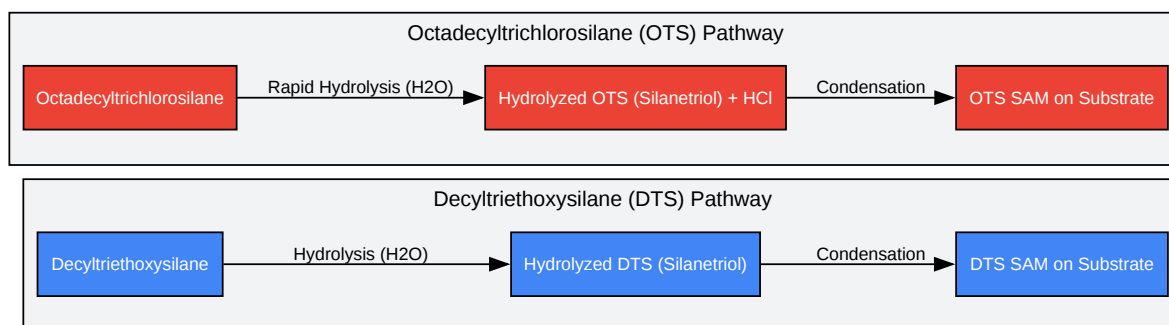 Octadecyltrichlorosilane (OTS) Pathway
Octadecyltrichlorosilane
Rapid Hydrolysis (H2O)
Hydrolyzed OTS (Silanetriol) + HCl
Condensation
OTS SAM on Substrate
Decyltriethoxysilane (DTS) Pathway
Decyltriethoxysilane
Hydrolysis (H2O)
Hydrolyzed DTS (Silanetriol)
Condensation
DTS SAM on Substrate